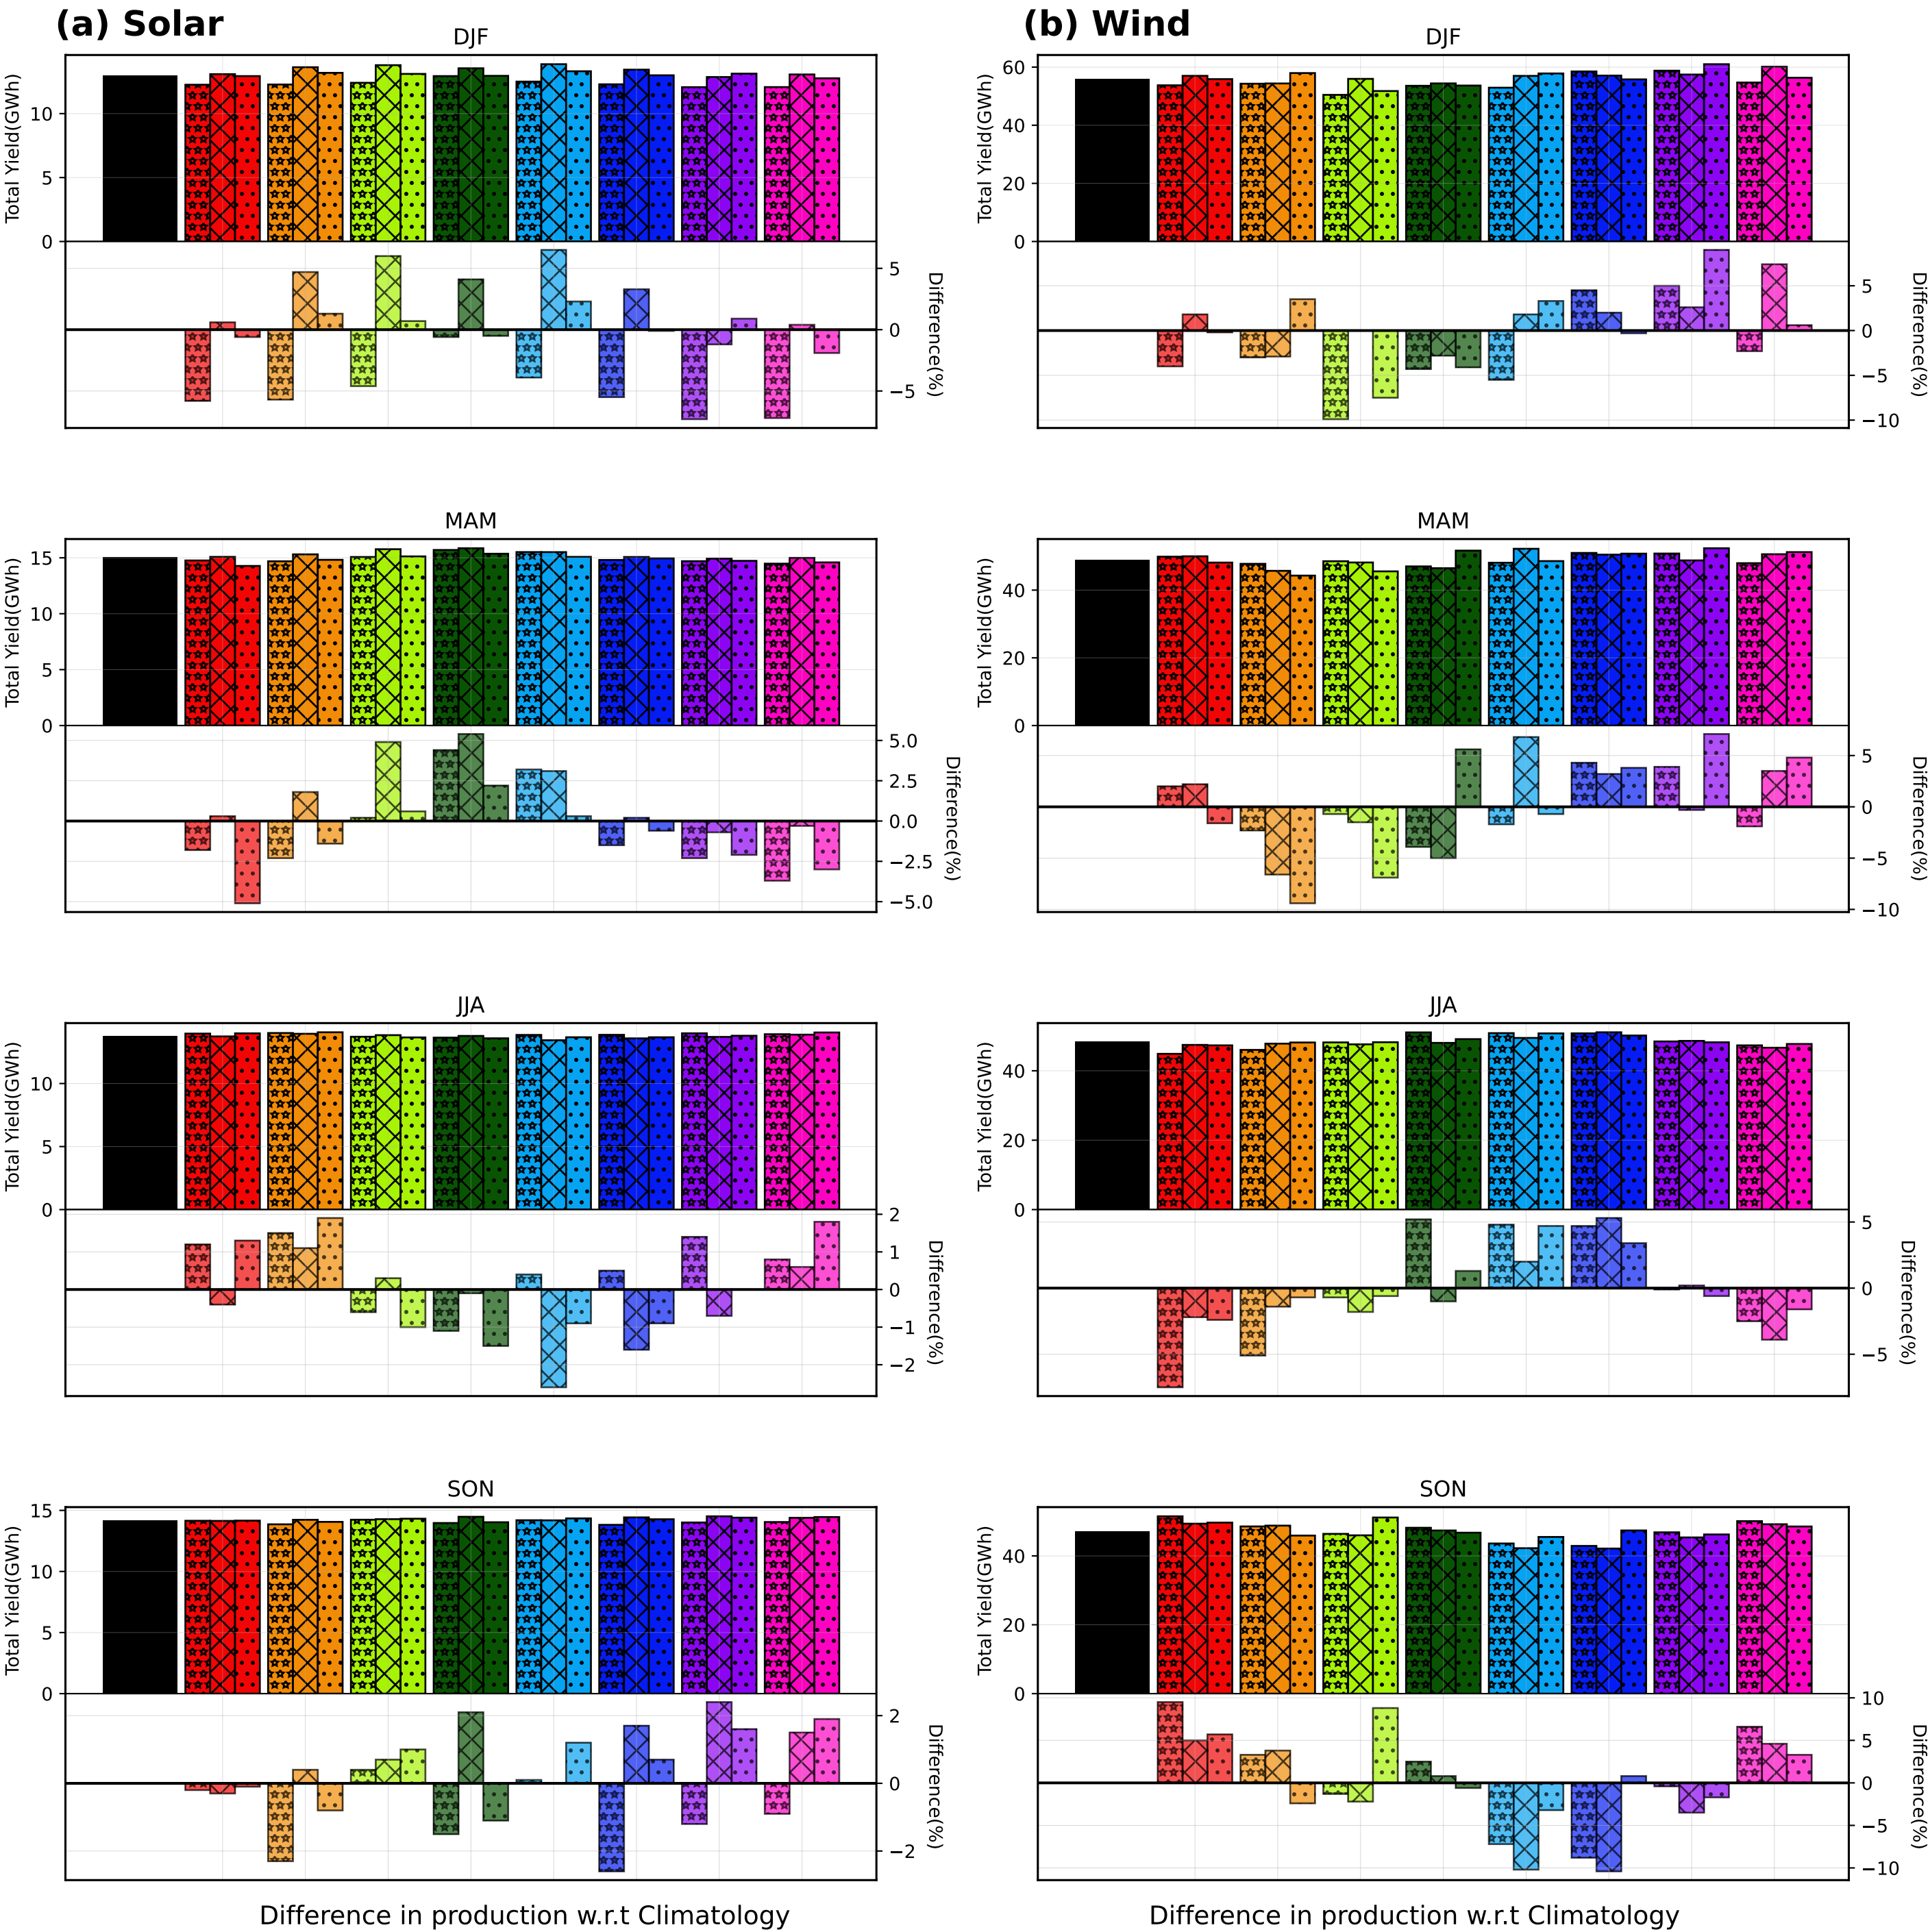 (a) Solar
DJF
Total Yield(GWh)
10
5
0
5
0
−5
Difference(%)
MAM
Total Yield(GWh)
15
10
5
0
5.0
2.5
0.0
−2.5
−5.0
Difference(%)
JJA
Total Yield(GWh)
10
5
0
2
1
0
−1
−2
Difference(%)
SON
Total Yield(GWh)
15
10
5
0
2
0
−2
Difference(%)
Difference in production w.r.t Climatology
(b) Wind
DJF
Total Yield(GWh)
60
40
20
0
5
0
−5
−10
Difference(%)
MAM
Total Yield(GWh)
40
20
0
5
0
−5
−10
Difference(%)
JJA
Total Yield(GWh)
40
20
0
5
0
−5
Difference(%)
SON
Total Yield(GWh)
40
20
0
10
5
0
−5
−10
Difference(%)
Difference in production w.r.t Climatology